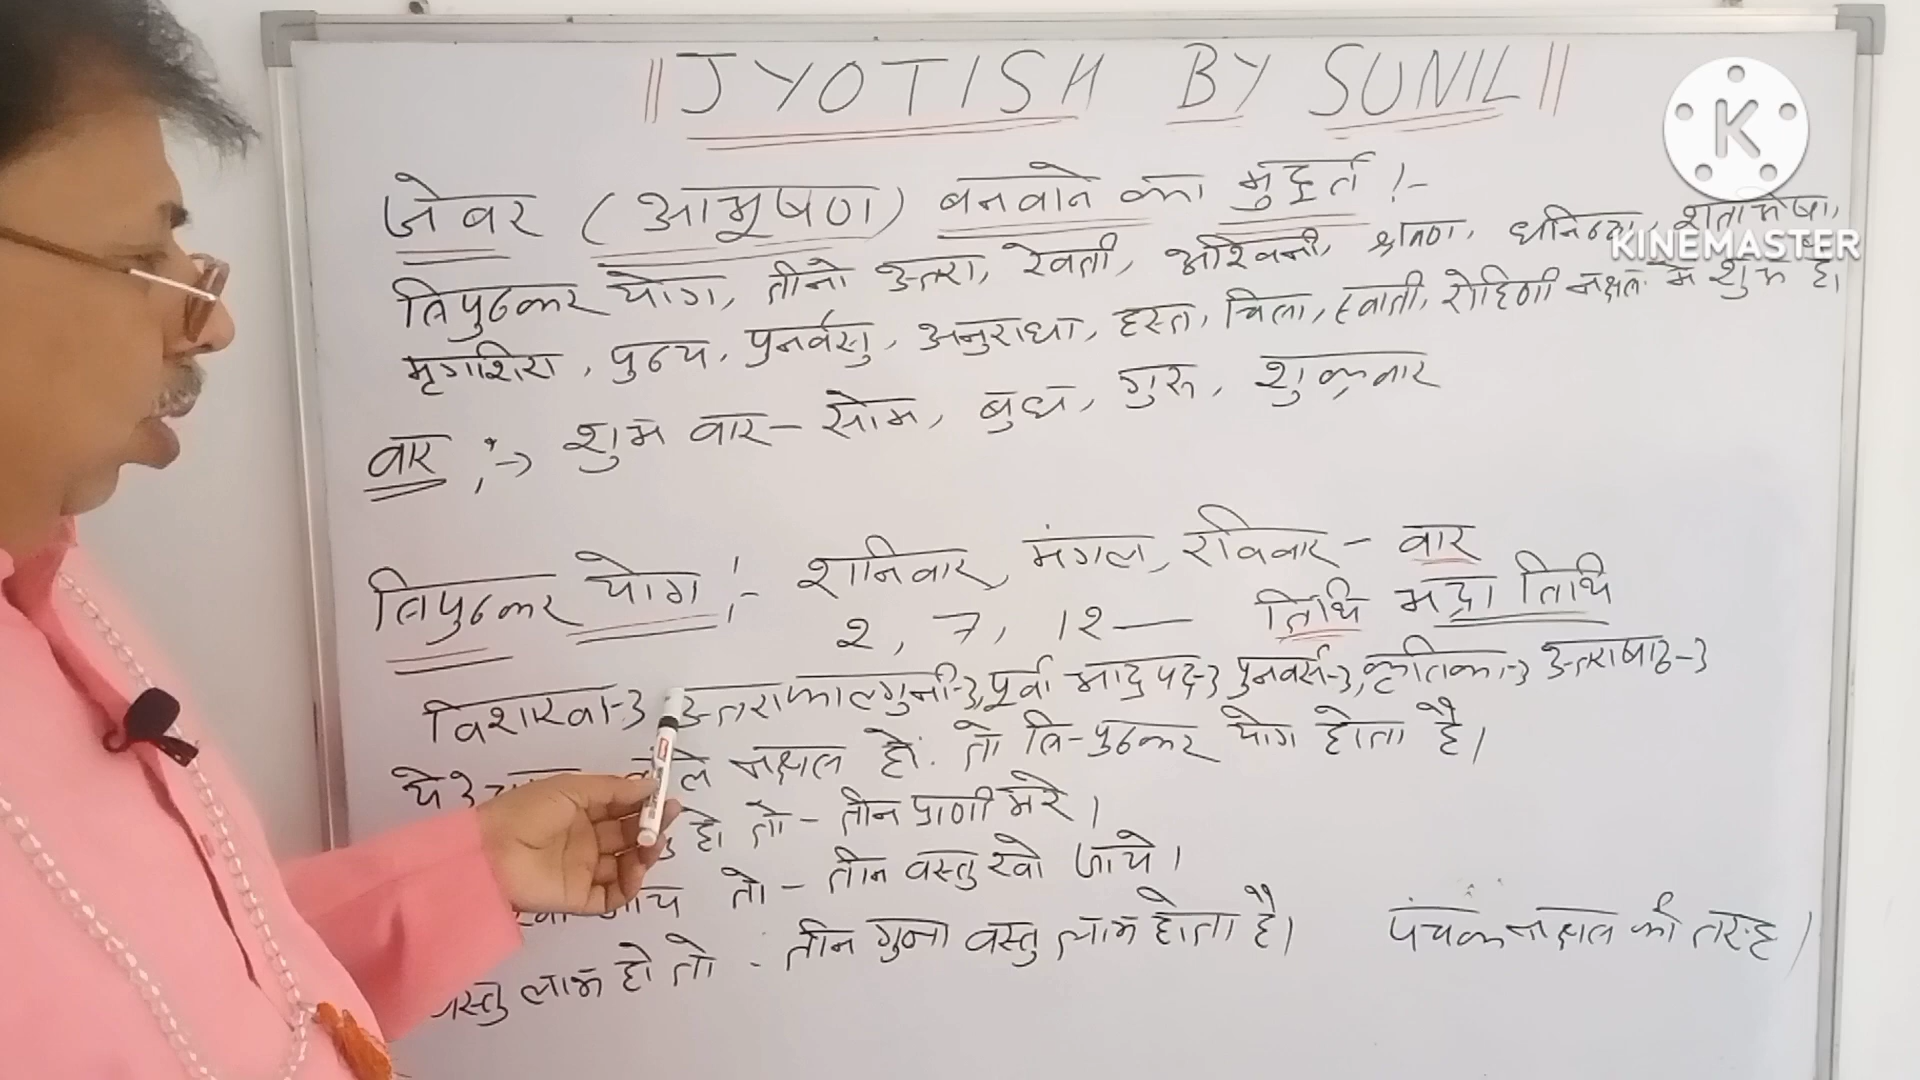 ॥ JYOTISH BY SUNIL ॥
जेवर (आभूषण) बनवाने का मुहूर्त :-
त्रिपुष्कर योग, तीनो उत्तरा, रेवती, अश्विनी, श्रवण, धनिष्ठा, शताभिषा,
मृगाशिरा, पुष्य, पुनर्वसु, अनुराधा, हस्त, चित्रा, स्वाती, रोहिणी नक्षत्र में शुभ है।
वार :-> शुभ वार - सोम, बुध, गुरू, शुक्रवार
त्रिपुष्कर योग :- शनिवार, मंगल, रविवार - वार
2, 7, 12 — तिथि भद्रा तिथि
विशाखा-3, उत्तराफाल्गुनी-3, पूर्वा भाद्रपद-3, पुनर्वसु-3, कृतिका-3 उत्तराषाढ-3
ये 3 नक्षत्र हो. तो त्रि-पुष्कर योग होता है।
हो तो - तीन प्राणी मरे।
तो - तीन वस्तु खो जाये।
वस्तु लाभ हो तो - तीन गुना वस्तु लाभ होता है। पंचक नक्षत्र की तरह।
K
KINEMASTER